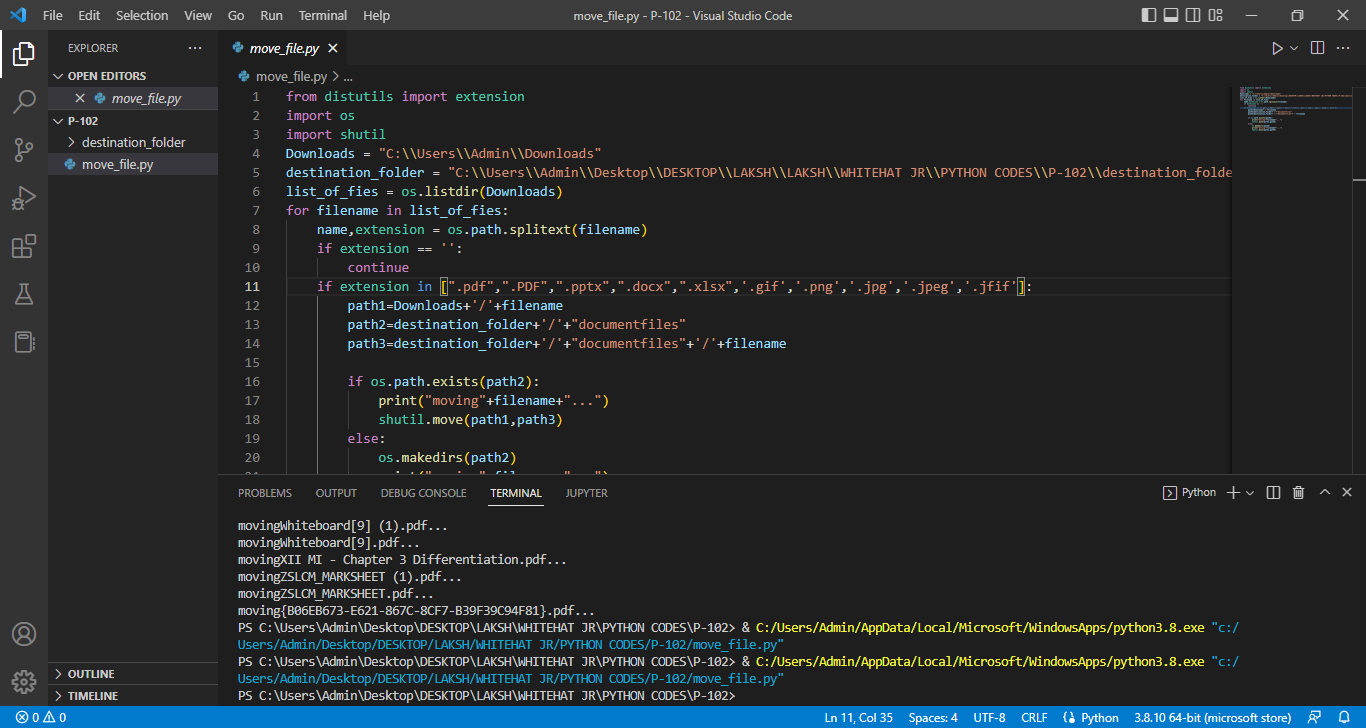 File Edit Selection View Go Run Terminal Help move_file.py - P-102 - Visual Studio Code
EXPLORER
OPEN EDITORS
move_file.py
P-102
destination_folder
move_file.py
OUTLINE
TIMELINE
move_file.py
move_file.py > ...
1 from distutils import extension
2 import os
3 import shutil
4 Downloads = "C:\\Users\\Admin\\Downloads"
5 destination_folder = "C:\\Users\\Admin\\Desktop\\DESKTOP\\LAKSH\\LAKSH\\WHITEHAT JR\\PYTHON CODES\\P-102\\destination_folde
6 list_of_fies = os.listdir(Downloads)
7 for filename in list_of_fies:
8 name,extension = os.path.splitext(filename)
9 if extension == '':
10 continue
11 if extension in [".pdf",".PDF",".pptx",".docx",".xlsx",'.gif','.png','.jpg','.jpeg','.jfif']:
12 path1=Downloads+'/'+filename
13 path2=destination_folder+'/'+"documentfiles"
14 path3=destination_folder+'/'+"documentfiles"+'/'+filename
15
16 if os.path.exists(path2):
17 print("moving"+filename+"...")
18 shutil.move(path1,path3)
19 else:
20 os.makedirs(path2)
PROBLEMS OUTPUT DEBUG CONSOLE TERMINAL JUPYTER Python
movingWhiteboard[9] (1).pdf...
movingWhiteboard[9].pdf...
movingXII MI - Chapter 3 Differentiation.pdf...
movingZSLCM_MARKSHEET (1).pdf...
movingZSLCM_MARKSHEET.pdf...
moving{B06EB673-E621-867C-8CF7-B39F39C94F81}.pdf...
PS C:\Users\Admin\Desktop\DESKTOP\LAKSH\WHITEHAT JR\PYTHON CODES\P-102> & C:/Users/Admin/AppData/Local/Microsoft/WindowsApps/python3.8.exe "c:/
Users/Admin/Desktop/DESKTOP/LAKSH/WHITEHAT JR/PYTHON CODES/P-102/move_file.py"
PS C:\Users\Admin\Desktop\DESKTOP\LAKSH\WHITEHAT JR\PYTHON CODES\P-102> & C:/Users/Admin/AppData/Local/Microsoft/WindowsApps/python3.8.exe "c:/
Users/Admin/Desktop/DESKTOP/LAKSH/WHITEHAT JR/PYTHON CODES/P-102/move_file.py"
PS C:\Users\Admin\Desktop\DESKTOP\LAKSH\WHITEHAT JR\PYTHON CODES\P-102>
0 0 Ln 11, Col 35 Spaces: 4 UTF-8 CRLF Python 3.8.10 64-bit (microsoft store)